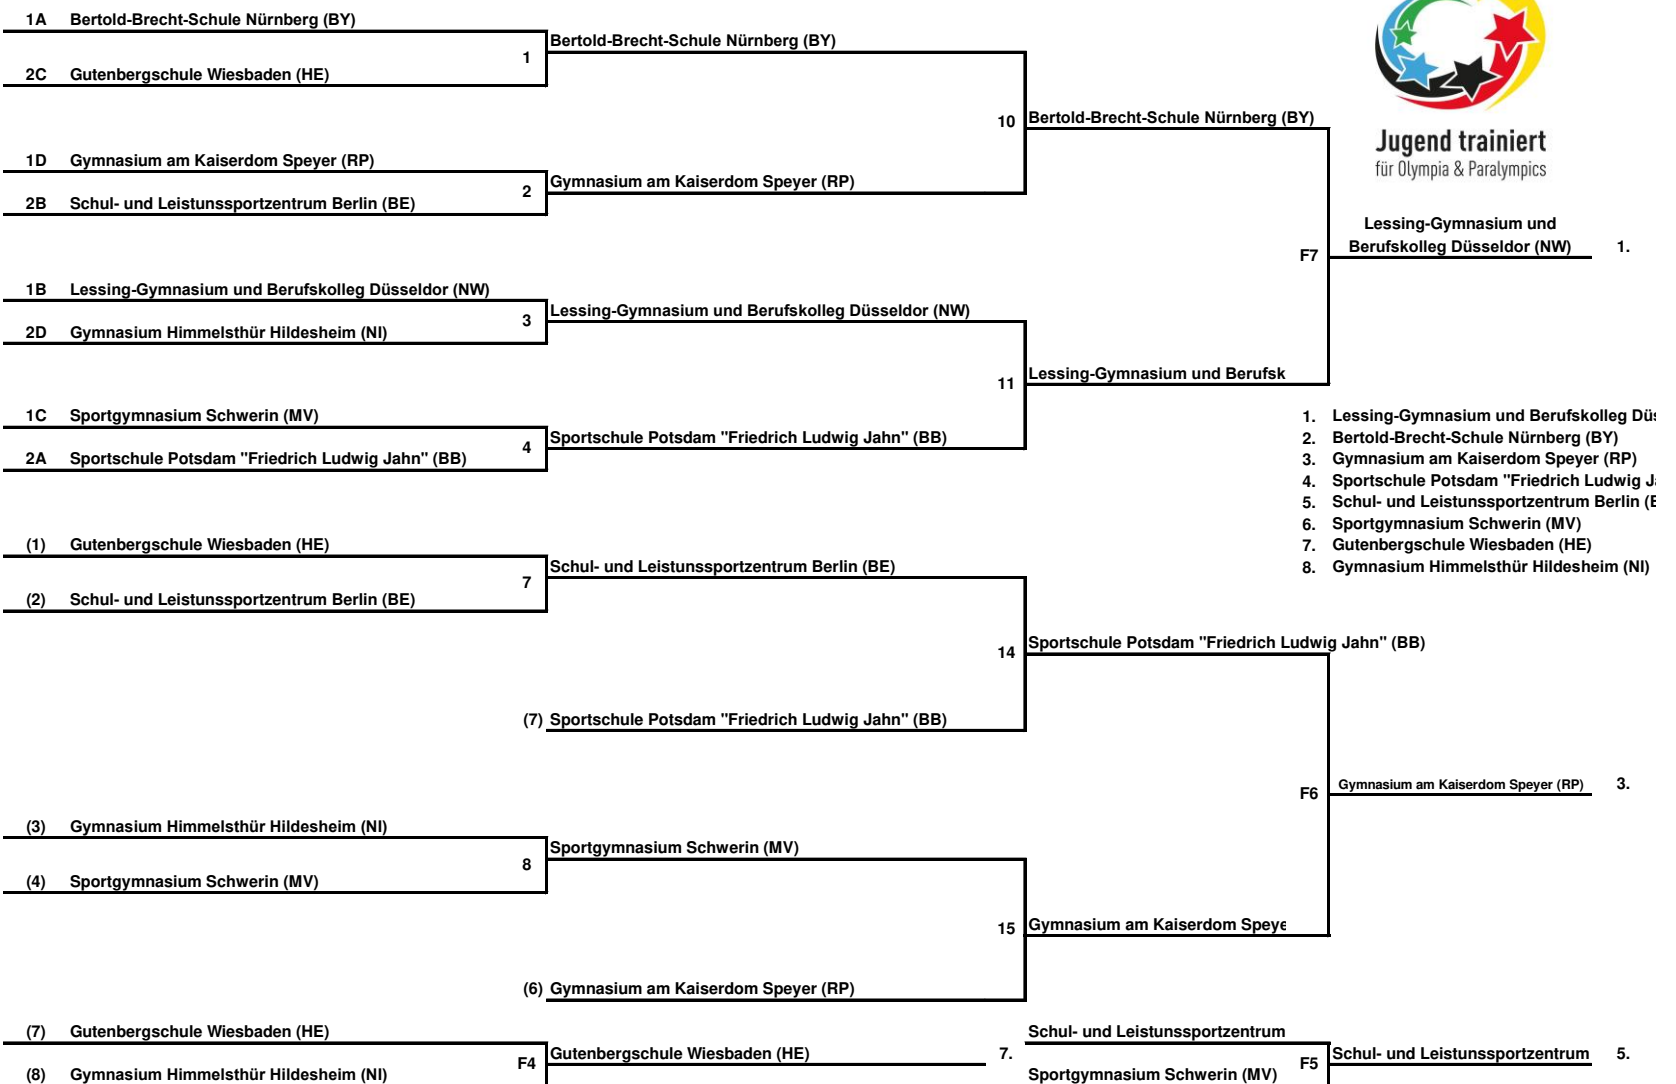 1A Bertold-Brecht-Schule Nürnberg (BY)
Bertold-Brecht-Schule Nürnberg (BY)
1
2C Gutenbergschule Wiesbaden (HE)
10 Bertold-Brecht-Schule Nürnberg (BY)
Jugend trainiert
für Olympia & Paralympics
1D Gymnasium am Kaiserdom Speyer (RP)
Gymnasium am Kaiserdom Speyer (RP)
2
2B Schul- und Leistunssportzentrum Berlin (BE)
Lessing-Gymnasium und
Berufskolleg Düsseldor (NW) 1.
F7
1B Lessing-Gymnasium und Berufskolleg Düsseldor (NW)
Lessing-Gymnasium und Berufskolleg Düsseldor (NW)
3
2D Gymnasium Himmelsthür Hildesheim (NI)
11 Lessing-Gymnasium und Berufsk
1C Sportgymnasium Schwerin (MV)
Sportschule Potsdam "Friedrich Ludwig Jahn" (BB)
4
2A Sportschule Potsdam "Friedrich Ludwig Jahn" (BB)
1. Lessing-Gymnasium und Berufskolleg Düs
2. Bertold-Brecht-Schule Nürnberg (BY)
3. Gymnasium am Kaiserdom Speyer (RP)
4. Sportschule Potsdam "Friedrich Ludwig Ja
5. Schul- und Leistunssportzentrum Berlin (B
6. Sportgymnasium Schwerin (MV)
7. Gutenbergschule Wiesbaden (HE)
8. Gymnasium Himmelsthür Hildesheim (NI)
(1) Gutenbergschule Wiesbaden (HE)
Schul- und Leistunssportzentrum Berlin (BE)
7
(2) Schul- und Leistunssportzentrum Berlin (BE)
14 Sportschule Potsdam "Friedrich Ludwig Jahn" (BB)
(7) Sportschule Potsdam "Friedrich Ludwig Jahn" (BB)
F6 Gymnasium am Kaiserdom Speyer (RP) 3.
(3) Gymnasium Himmelsthür Hildesheim (NI)
Sportgymnasium Schwerin (MV)
8
(4) Sportgymnasium Schwerin (MV)
15 Gymnasium am Kaiserdom Speye
(6) Gymnasium am Kaiserdom Speyer (RP)
(7) Gutenbergschule Wiesbaden (HE)
Schul- und Leistunssportzentrum
F4 Gutenbergschule Wiesbaden (HE) 7.
F5 Schul- und Leistunssportzentrum 5.
(8) Gymnasium Himmelsthür Hildesheim (NI)
Sportgymnasium Schwerin (MV)